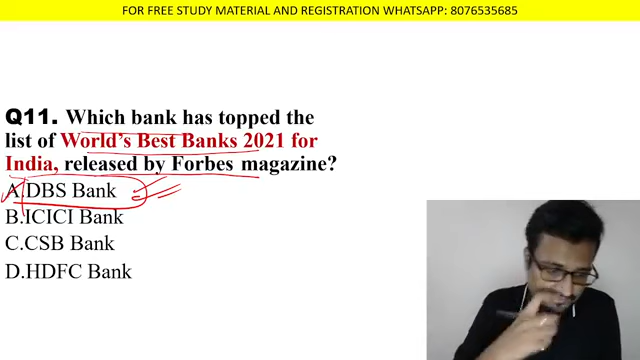 FOR FREE STUDY MATERIAL AND REGISTRATION WHATSAPP: 8076535685
Q11. Which bank has topped the
list of World's Best Banks 2021 for
India, released by Forbes magazine?
A.DBS Bank
B.ICICI Bank
C.CSB Bank
D.HDFC Bank